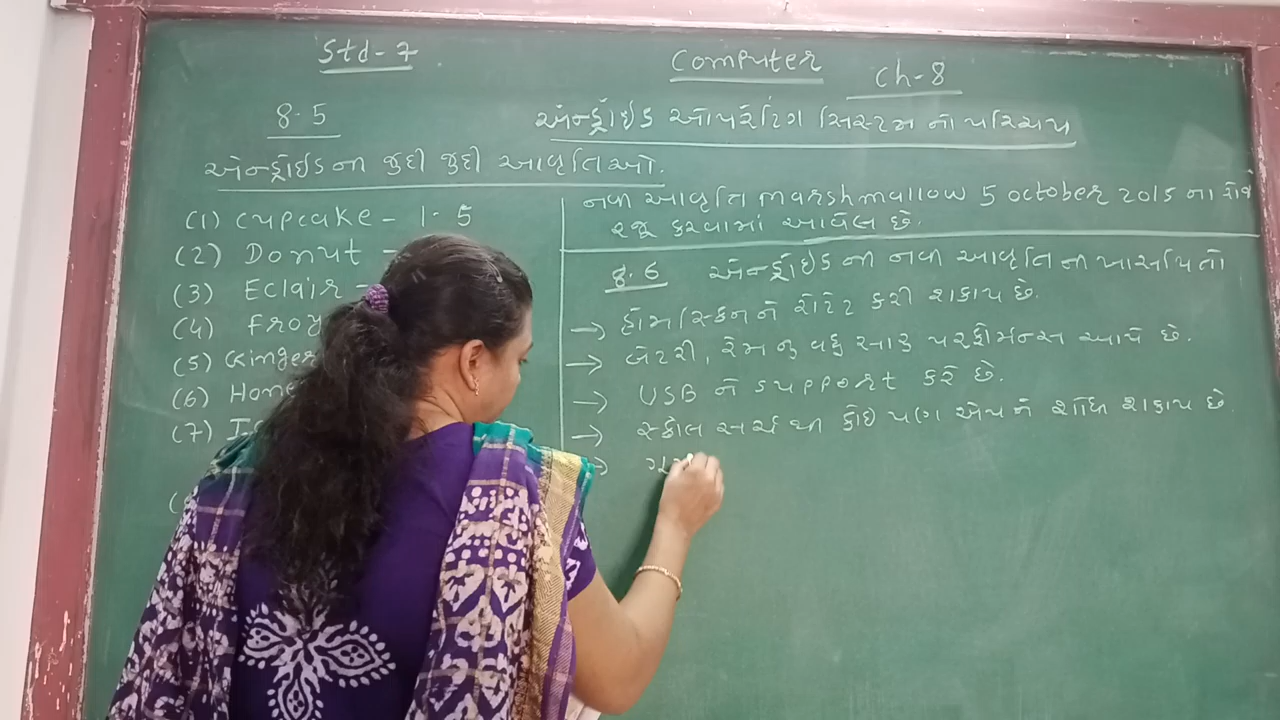 Std-7
Computer
Ch-8
8.5
એન્ડ્રોઇડ ઓપરેટિંગ સિસ્ટમ નો પરિચય
એન્ડ્રોઇડના જુદી જુદી આવૃતિઓ.
(1) Cupcake - 1.5
(2) Donut -
(3) Eclair -
(4) Froy
(5) Ginger
(6) Hone
(7) I
નવી આવૃતિ marshmallow 5 october 2015 ના રોજ
રજૂ કરવામાં આવેલ છે.
8.6 એન્ડ્રોઇડ ની નવી આવૃતિ ની ખાસિયતો
→ હોમસ્ક્રિનને રોટેટ કરી શકાય છે.
→ બેટરી, રેમ નુ વધુ સારૂ પરફોર્મન્સ આપે છે.
→ USB ને support કરે છે.
→ સ્ક્રોલ સર્ચ થી કોઇ પણ એપ ને શોધિ શકાય છે.